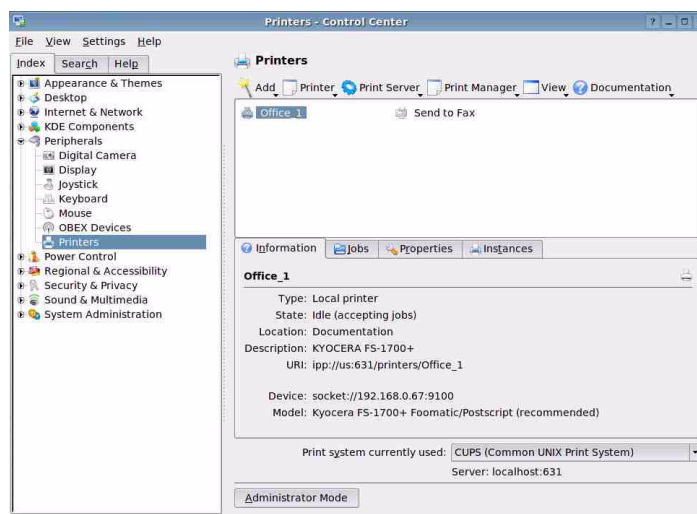 Printers - Control Center
File View Settings Help
Index Search Help
Appearance & Themes
Desktop
Internet & Network
KDE Components
Peripherals
Digital Camera
Display
Joystick
Keyboard
Mouse
OBEX Devices
Printers
Power Control
Regional & Accessibility
Security & Privacy
Sound & Multimedia
System Administration
Printers
Add Printer Print Server Print Manager View Documentation
Office_1 Send to Fax
Information Jobs Properties Instances
Office_1
Type: Local printer
State: Idle (accepting jobs)
Location: Documentation
Description: KYOCERA FS-1700+
URI: ipp://us:631/printers/Office_1
Device: socket://192.168.0.67:9100
Model: Kyocera FS-1700+ Foomatic/Postscript (recommended)
Print system currently used: CUPS (Common UNIX Print System)
Server: localhost:631
Administrator Mode